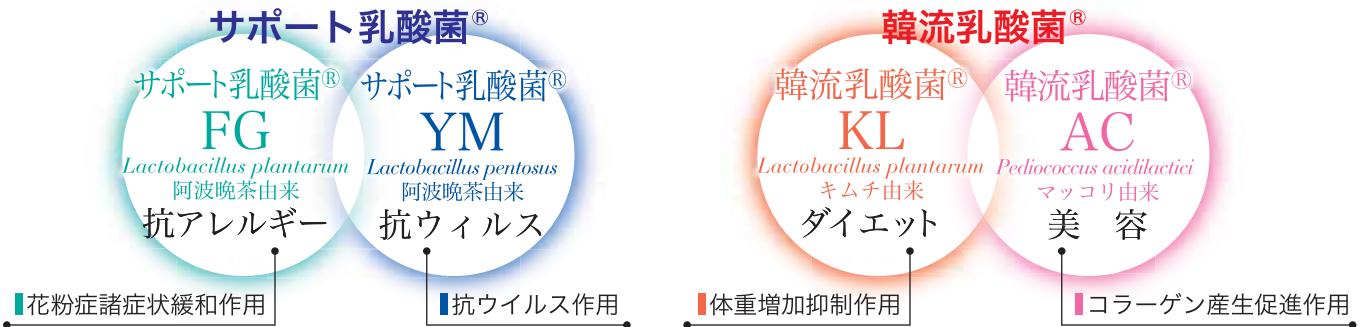 サポート乳酸菌®
サポート乳酸菌®
FG
Lactobacillus plantarum
阿波晩茶由来
抗アレルギー
花粉症諸症状緩和作用
サポート乳酸菌®
YM
Lactobacillus pentosus
阿波晩茶由来
抗ウィルス
抗ウイルス作用
韓流乳酸菌®
韓流乳酸菌®
KL
Lactobacillus plantarum
キムチ由来
ダイエット
体重増加抑制作用
韓流乳酸菌®
AC
Pediococcus acidilactici
マッコリ由来
美 容
コラーゲン産生促進作用